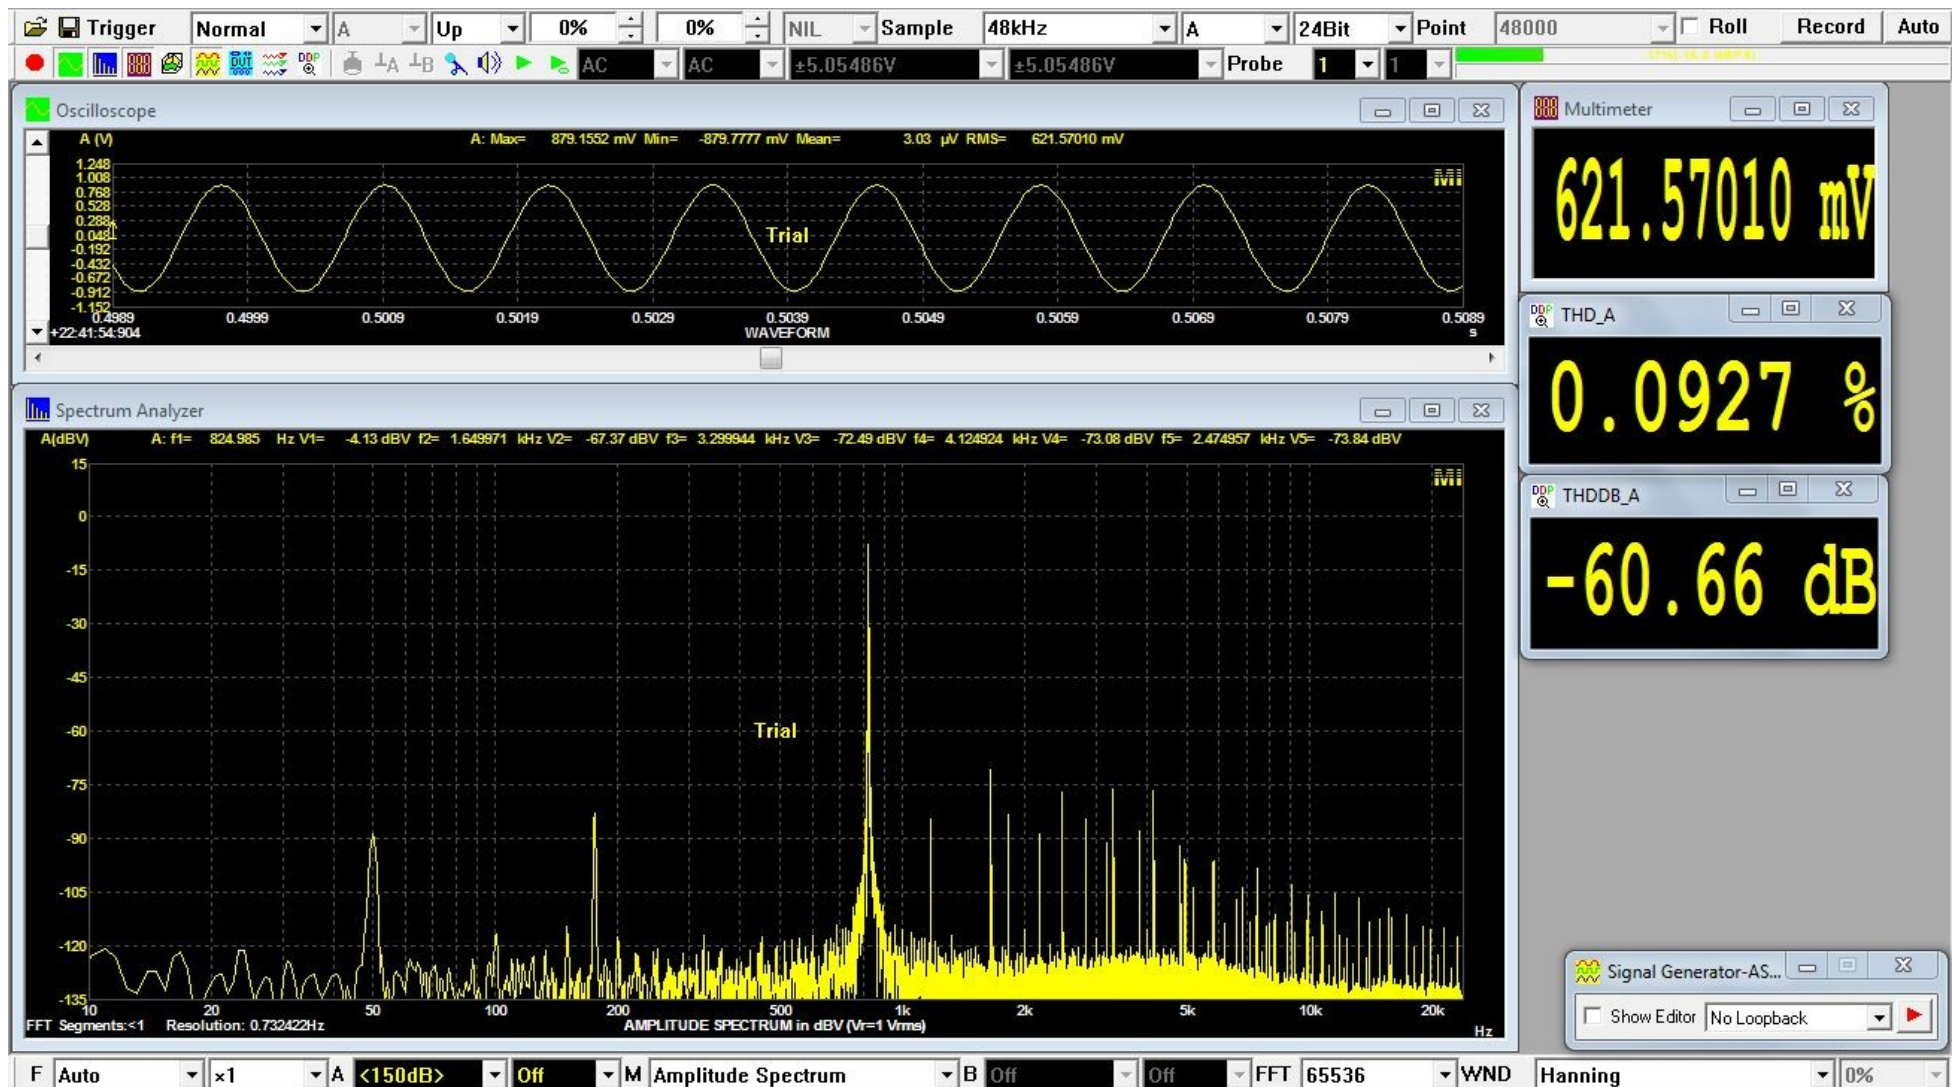 Trigger Normal A Up 0% 0% NIL Sample 48kHz A 24Bit Point 48000 Roll Record Auto
DUT DDP A B AC AC ±5.05486V ±5.05486V Probe 1 1
Oscilloscope
A (V) A: Max= 879.1552 mV Min= -879.7777 mV Mean= 3.03 µV RMS= 621.57010 mV
1.248
1.008
0.768
0.528
0.288
0.048
-0.192
-0.432
-0.672
-0.912
-1.152
Trial
0.4989 0.4999 0.5009 0.5019 0.5029 0.5039 0.5049 0.5059 0.5069 0.5079 0.5089
+22:41:54:904 WAVEFORM s
Multimeter
621.57010 mV
DDP THD_A
0.0927 %
DDP THDDB_A
-60.66 dB
Spectrum Analyzer
A(dBV) A: f1= 824.985 Hz V1= -4.13 dBV f2= 1.649971 kHz V2= -67.37 dBV f3= 3.299944 kHz V3= -72.49 dBV f4= 4.124924 kHz V4= -73.08 dBV f5= 2.474957 kHz V5= -73.84 dBV
15
0
-15
-30
-45
-60
-75
-90
-105
-120
-135
Trial
10 20 50 100 200 500 1k 2k 5k 10k 20k
FFT Segments:<1 Resolution: 0.732422Hz AMPLITUDE SPECTRUM in dBV (Vr=1 Vrms) Hz
Signal Generator-AS...
Show Editor No Loopback
F Auto ×1 A <150dB> Off M Amplitude Spectrum B Off Off FFT 65536 WND Hanning 0%